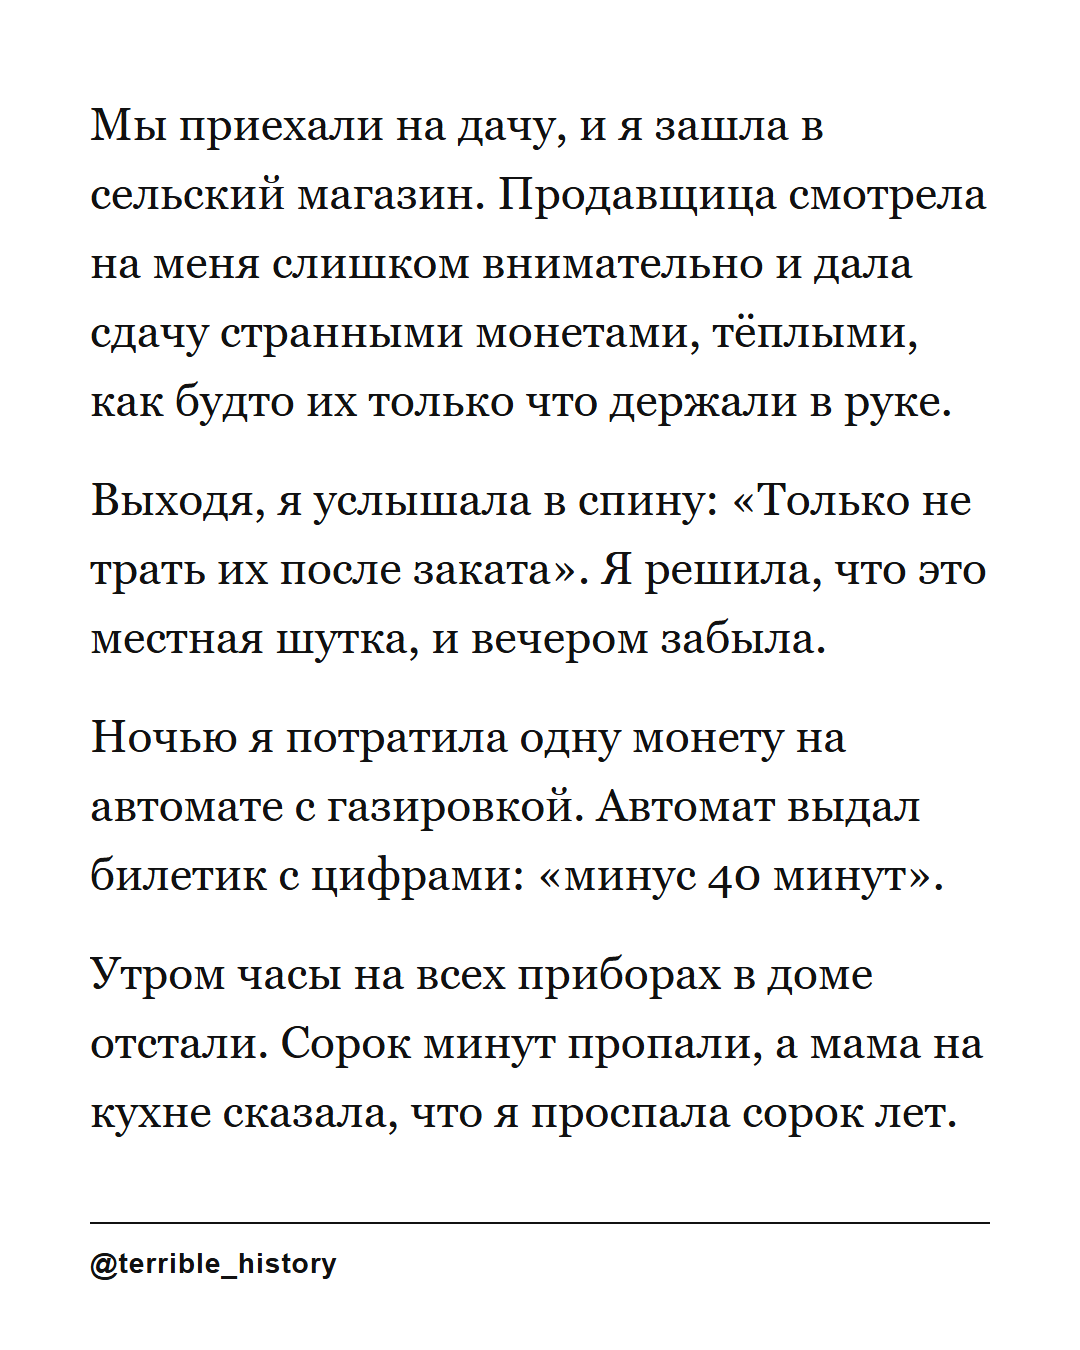 Мы приехали на дачу, и я зашла в
сельский магазин. Продавщица смотрела
на меня слишком внимательно и дала
сдачу странными монетами, тёплыми,
как будто их только что держали в руке.
Выходя, я услышала в спину: «Только не
трать их после заката». Я решила, что это
местная шутка, и вечером забыла.
Ночью я потратила одну монету на
автомате с газировкой. Автомат выдал
билетик с цифрами: «минус 40 минут».
Утром часы на всех приборах в доме
отстали. Сорок минут пропали, а мама на
кухне сказала, что я проспала сорок лет.
@terrible_history